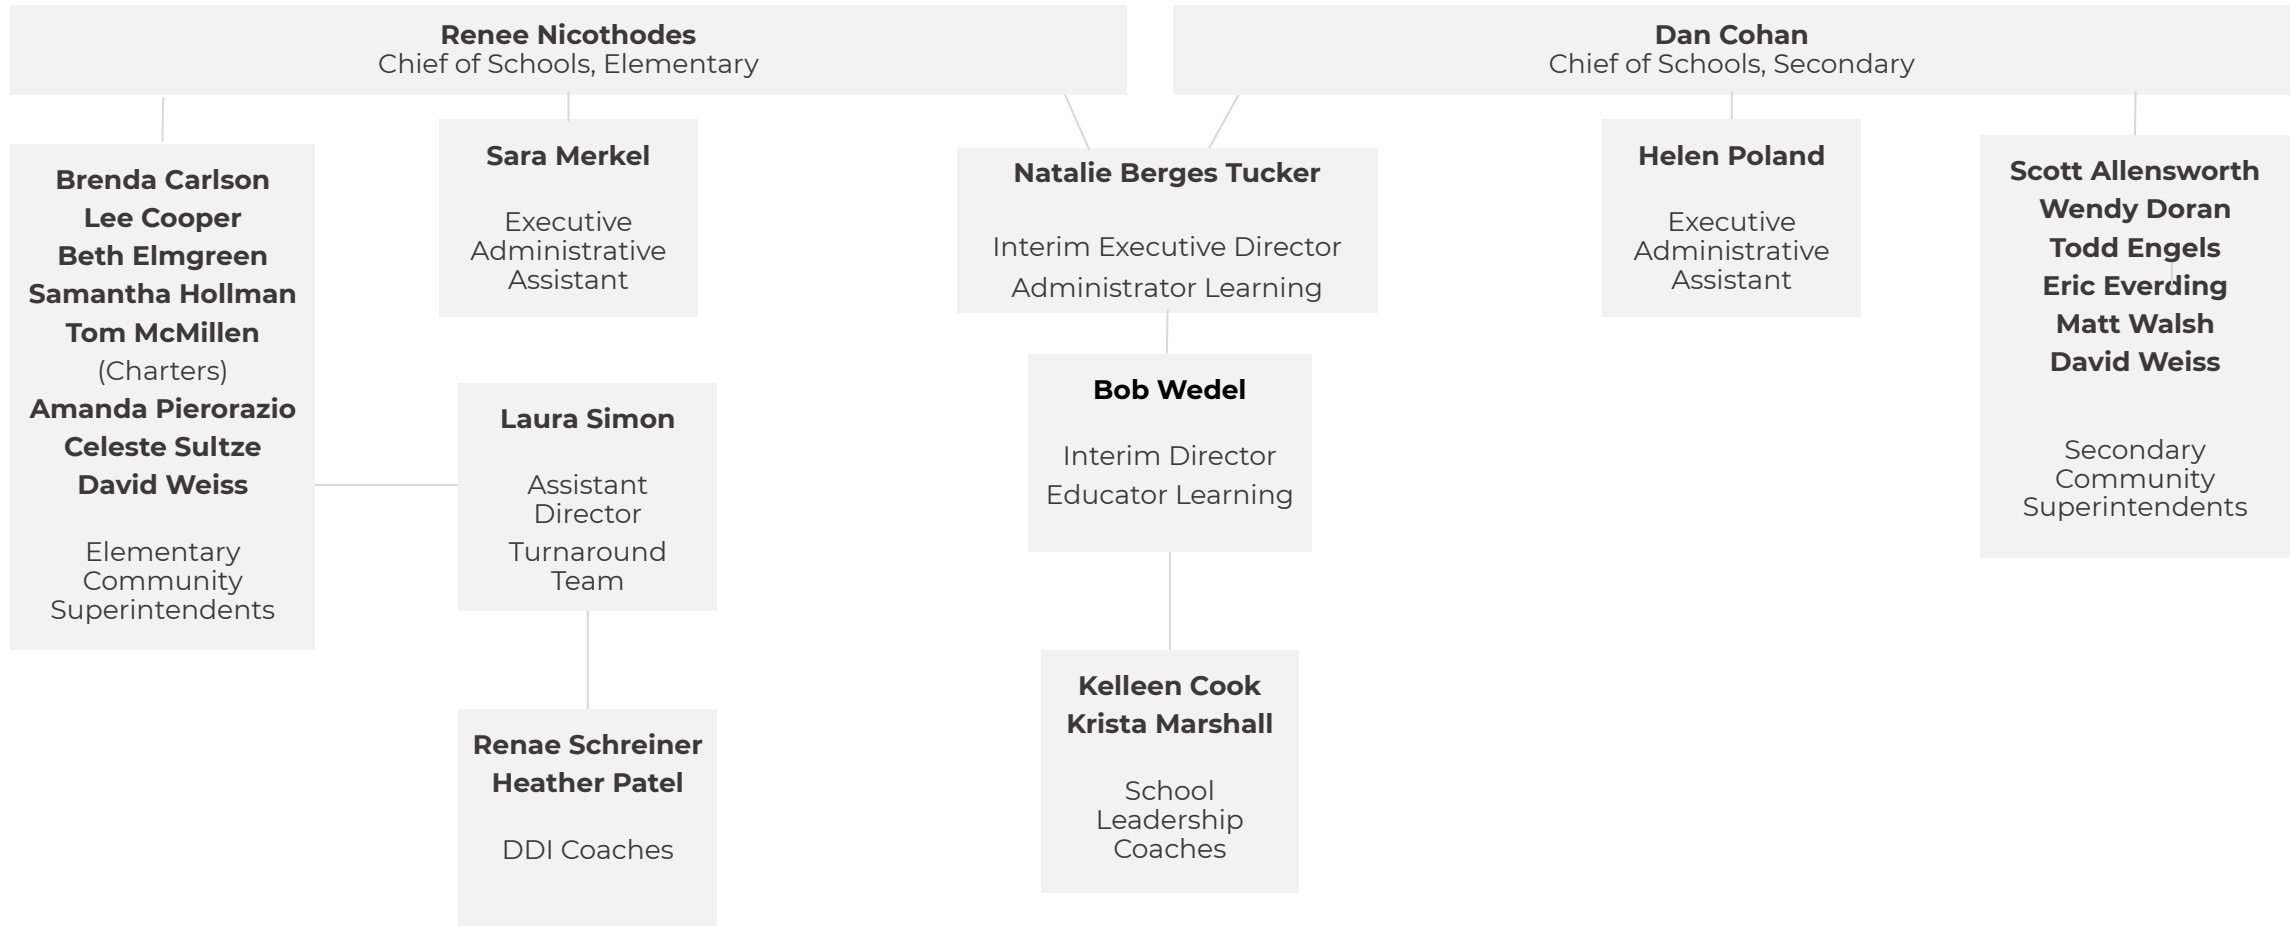 Renee Nicothodes
Chief of Schools, Elementary
Dan Cohan
Chief of Schools, Secondary
Brenda Carlson
Lee Cooper
Beth Elmgreen
Samantha Hollman
Tom McMillen
(Charters)
Amanda Pierorazio
Celeste Sultze
David Weiss
Elementary
Community
Superintendents
Sara Merkel
Executive
Administrative
Assistant
Laura Simon
Assistant
Director
Turnaround
Team
Renae Schreiner
Heather Patel
DDI Coaches
Natalie Berges Tucker
Interim Executive Director
Administrator Learning
Bob Wedel
Interim Director
Educator Learning
Kelleen Cook
Krista Marshall
School
Leadership
Coaches
Helen Poland
Executive
Administrative
Assistant
Scott Allensworth
Wendy Doran
Todd Engels
Eric Everding
Matt Walsh
David Weiss
Secondary
Community
Superintendents